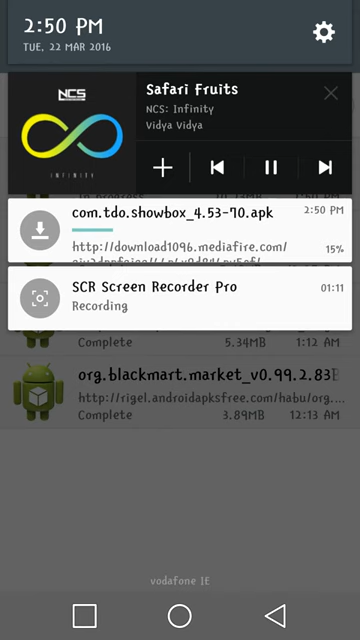 2:50 PM
TUE, 22 MAR 2016
NCS
INFINITY
Safari Fruits
NCS: Infinity
Vidya Vidya
com.tdo.showbox_4.53-70.apk
2:50 PM
http://download1096.mediafire.com/
15%
SCR Screen Recorder Pro
01:11
Recording
Complete 5.34MB 1:12 AM
org.blackmart.market_v0.99.2.83B
http://rigel.androidapksfree.com/habu/org....
Complete 3.89MB 12:13 AM
vodafone IE